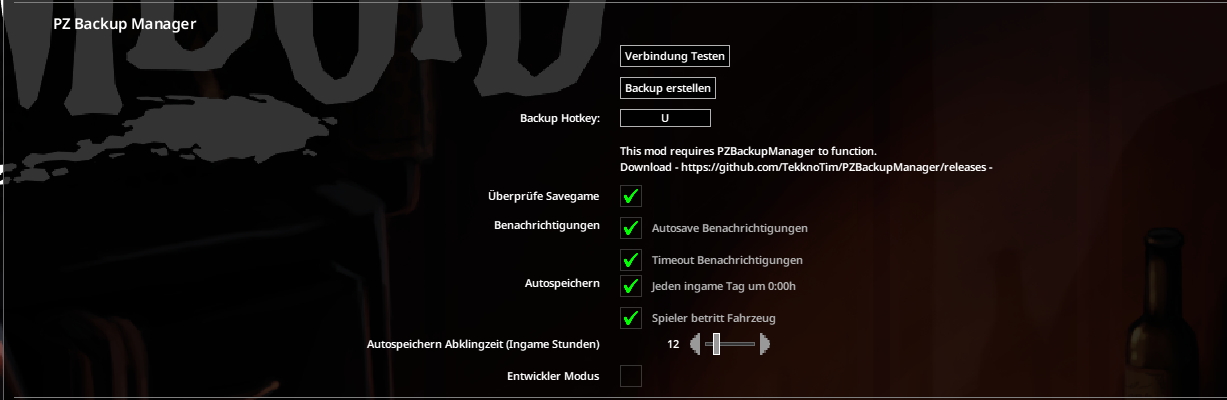 PZ Backup Manager
Verbindung Testen
Backup erstellen
Backup Hotkey: U
This mod requires PZBackupManager to function.
Download - https://github.com/TekknoTim/PZBackupManager/releases -
Überprüfe Savegame
Benachrichtigungen Autosave Benachrichtigungen
Timeout Benachrichtigungen
Autospeichern Jeden ingame Tag um 0:00h
Spieler betritt Fahrzeug
Autospeichern Abklingzeit (Ingame Stunden) 12
Entwickler Modus